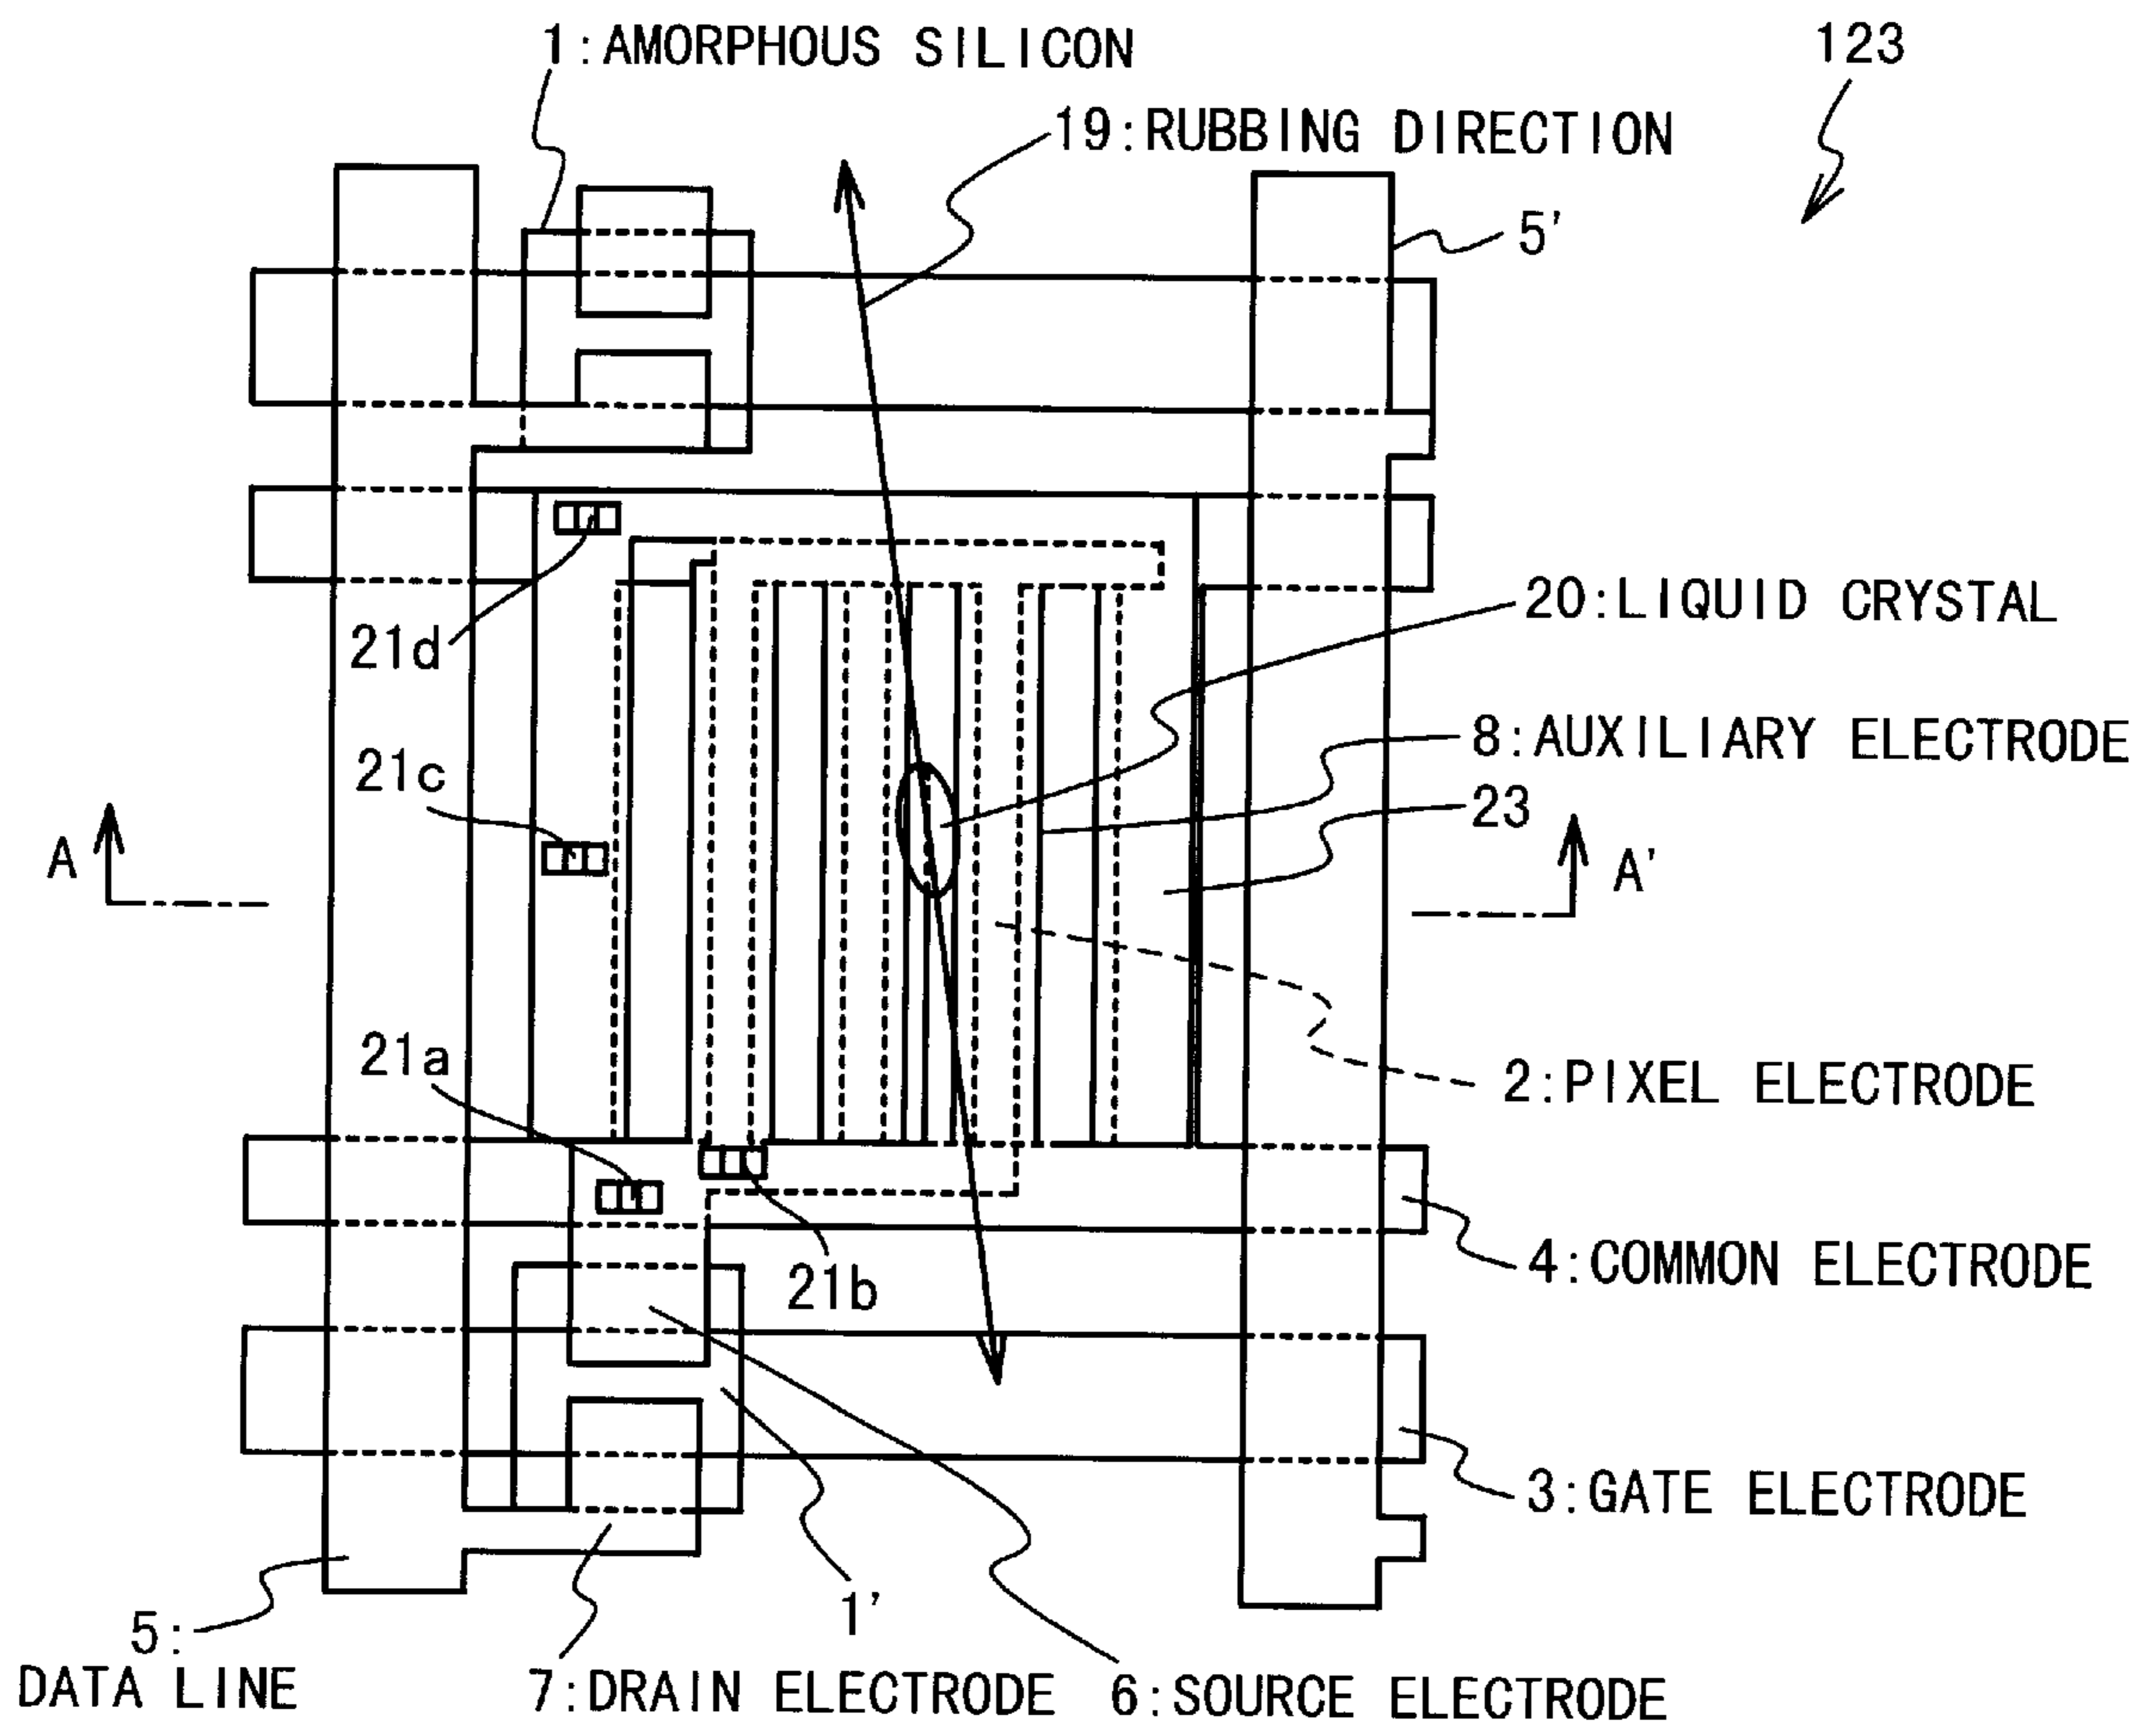 1:AMORPHOUS SILICON
123
19:RUBBING DIRECTION
5'
20:LIQUID CRYSTAL
21d
8:AUXILIARY ELECTRODE
21c
23
A
A'
21a
2:PIXEL ELECTRODE
21b
4:COMMON ELECTRODE
3:GATE ELECTRODE
1'
5:
DATA LINE
7:DRAIN ELECTRODE
6:SOURCE ELECTRODE